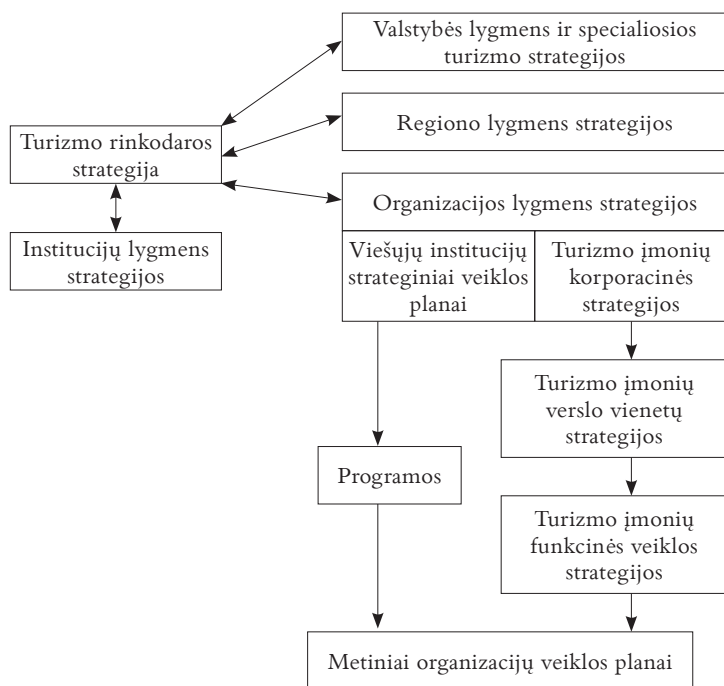 Valstybės lygmens ir specialiosios
turizmo strategijos
Regiono lygmens strategijos
Turizmo rinkodaros
strategija
Organizacijos lygmens strategijos
Institucijų lygmens
strategijos
Viešųjų institucijų
strateginiai veiklos
planai
Turizmo įmonių
korporacinės
strategijos
Turizmo įmonių
verslo vienetų
strategijos
Programos
Turizmo įmonių
funkcinės veiklos
strategijos
Metiniai organizacijų veiklos planai